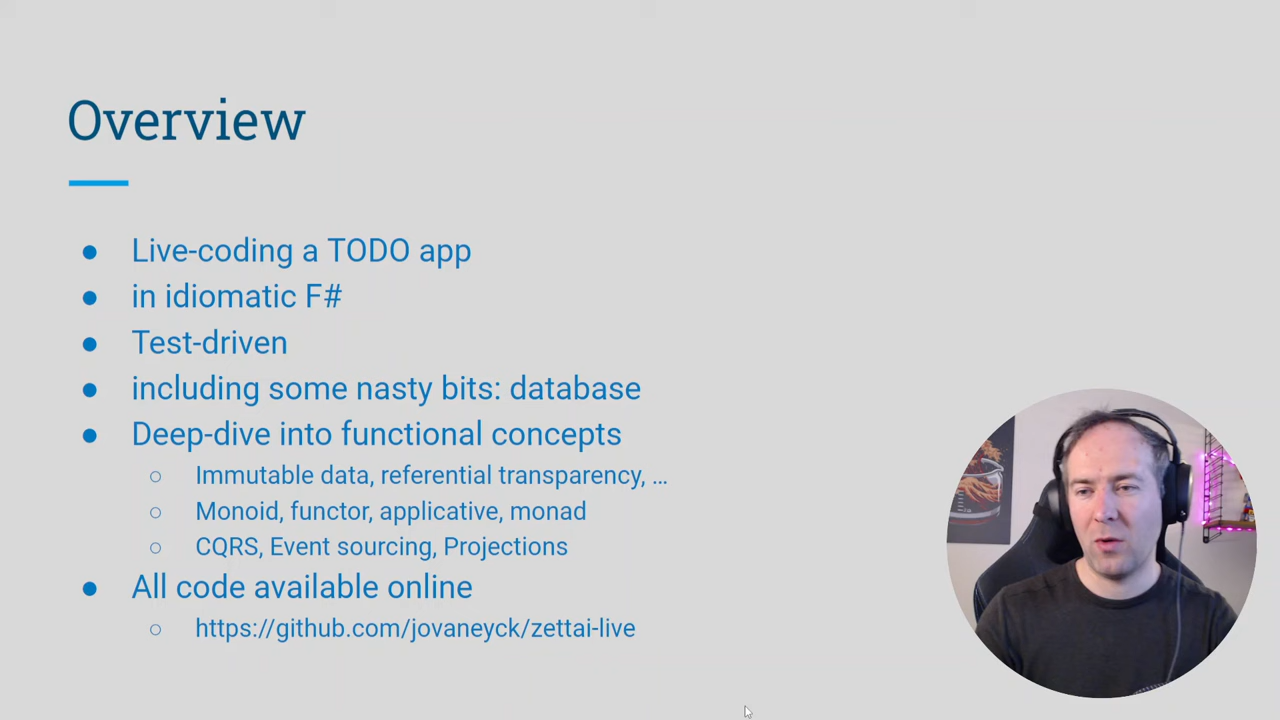 Overview
Live-coding a TODO app
in idiomatic F#
Test-driven
including some nasty bits: database
Deep-dive into functional concepts
Immutable data, referential transparency, ...
Monoid, functor, applicative, monad
CQRS, Event sourcing, Projections
All code available online
https://github.com/jovaneyck/zettai-live